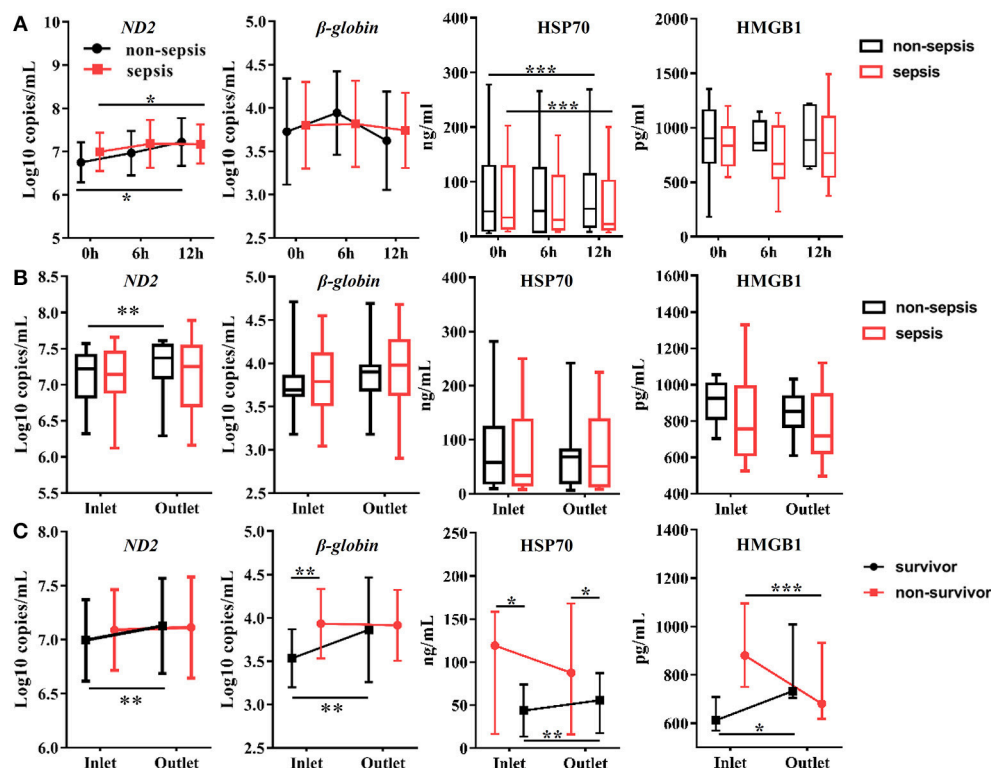 A
ND2
β-globin
HSP70
HMGB1
Log10 copies/mL
10
9
8
7
6
non-sepsis
sepsis
*
*
0h
6h
12h
Log10 copies/mL
5.0
4.5
4.0
3.5
3.0
2.5
0h
6h
12h
ng/ml
400
300
200
100
0
***
***
0h
6h
12h
pg/ml
2000
1500
1000
500
0
0h
6h
12h
non-sepsis
sepsis
B
ND2
β-globin
HSP70
HMGB1
Log10 copies/mL
8.5
8.0
7.5
7.0
6.5
6.0
5.5
**
Inlet
Outlet
Log10 copies/mL
5.0
4.5
4.0
3.5
3.0
2.5
Inlet
Outlet
ng/mL
400
300
200
100
0
Inlet
Outlet
pg/mL
1600
1400
1200
1000
800
600
400
Inlet
Outlet
non-sepsis
sepsis
C
ND2
β-globin
HSP70
HMGB1
Log10 copies/mL
8.0
7.5
7.0
6.5
6.0
**
Inlet
Outlet
Log10 copies/mL
5.0
4.5
4.0
3.5
3.0
2.5
**
**
Inlet
Outlet
ng/mL
250
200
150
100
50
0
*
*
**
Inlet
Outlet
pg/mL
1400
1200
1000
800
600
***
*
Inlet
Outlet
survivor
non-survivor